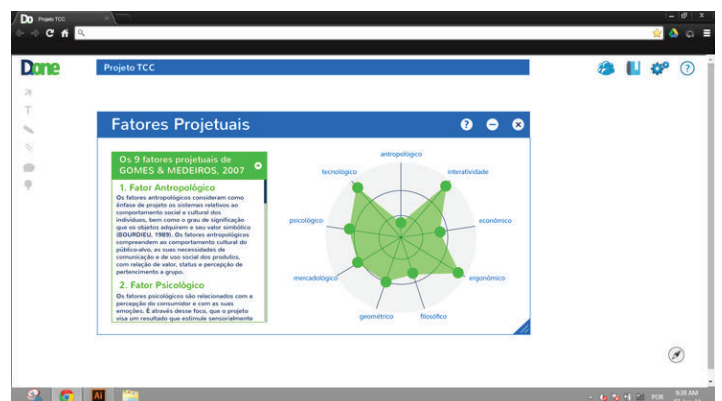 Do Projeto TCC
Done
Projeto TCC
Fatores Projetuais
Os 9 fatores projetuais de
GOMES & MEDEIROS, 2007
1. Fator Antropológico
Os fatores antropológicos consideram como
ênfase de projeto os sistemas relativos ao
comportamento social e cultural dos
indivíduos, bem como o grau de significação
que os objetos adquirem e seu valor simbólico
(BOURDIEU, 1989). Os fatores antropológicos
compreendem ao comportamento cultural do
público-alvo, as suas necessidades de
comunicação e de uso social dos produtos,
com relação de valor, status e percepção de
pertencimento a grupo.
2. Fator Psicológico
Os fatores psicológicos são relacionados com a
percepção do consumidor e com as suas
emoções. É através desse foco, que o projeto
visa um resultado que estimule sensorialmente
antropológico
interatividade
econômico
ergonômico
filosófico
geométrico
mercadológico
psicológico
tecnológico
Ai
POR
9:39 AM